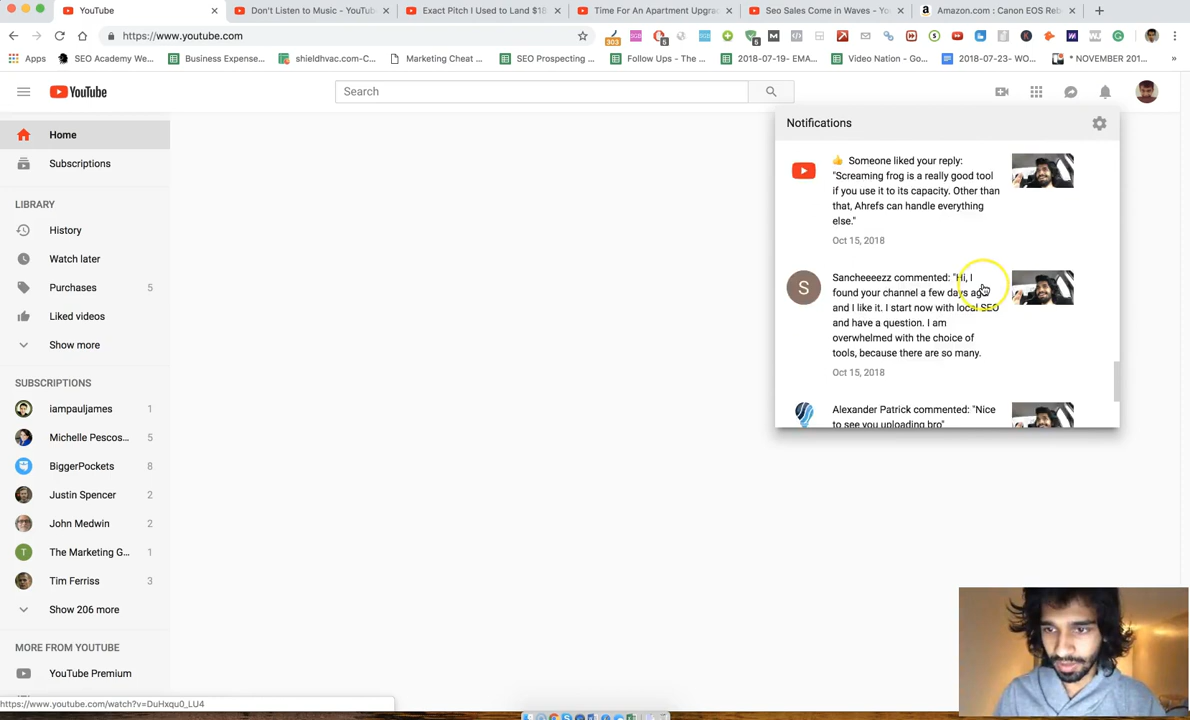 YouTube
Don't Listen to Music - YouTub
Exact Pitch I Used to Land $18
Time For An Apartment Upgra
Seo Sales Come in Waves - Yo
Amazon.com : Canon EOS Reb
https://www.youtube.com
303
5
5
Apps
SEO Academy We...
Business Expense...
shieldhvac.com-C...
Marketing Cheat ...
SEO Prospecting ...
Follow Ups - The ...
2018-07-19- EMA...
Video Nation - Go...
2018-07-23- WO...
* NOVEMBER 201...
»
YouTube
Search
Home
Subscriptions
LIBRARY
History
Watch later
Purchases 5
Liked videos
Show more
SUBSCRIPTIONS
iampauljames 1
Michelle Pescos... 5
BiggerPockets 8
Justin Spencer 2
John Medwin 2
T The Marketing G... 1
Tim Ferriss 3
Show 206 more
MORE FROM YOUTUBE
YouTube Premium
https://www.youtube.com/watch?v=DuHxqu0_LU4
Notifications
Someone liked your reply:
"Screaming frog is a really good tool
if you use it to its capacity. Other than
that, Ahrefs can handle everything
else."
Oct 15, 2018
S
Sancheeeezz commented: "Hi, I
found your channel a few days ago
and I like it. I start now with local SEO
and have a question. I am
overwhelmed with the choice of
tools, because there are so many.
Oct 15, 2018
Alexander Patrick commented: "Nice
to see you uploading bro"